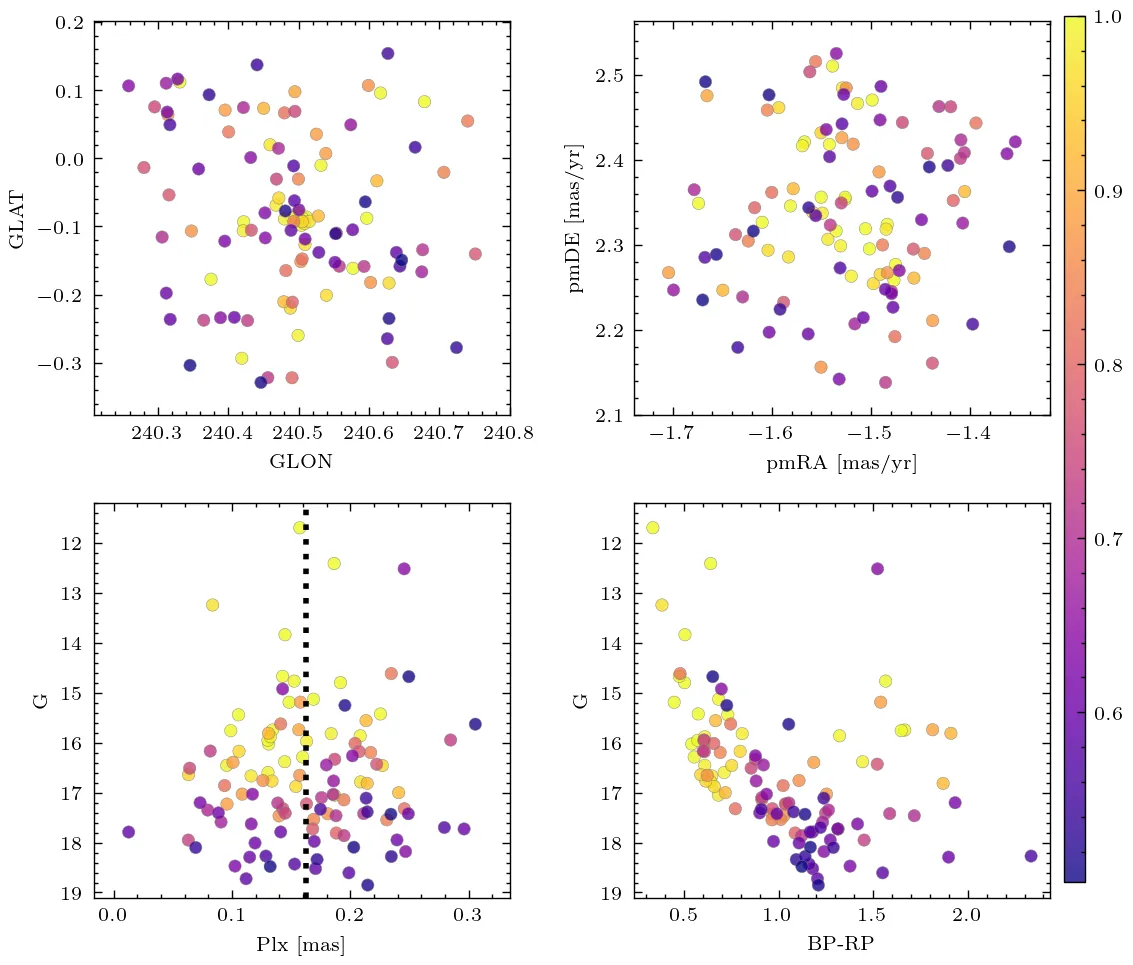 0.2
0.1
0.0
−0.1
−0.2
−0.3
GLAT
240.3 240.4 240.5 240.6 240.7 240.8
GLON
2.5
2.4
2.3
2.2
2.1
pmDE [mas/yr]
−1.7 −1.6 −1.5 −1.4
pmRA [mas/yr]
1.0
0.9
0.8
0.7
0.6
12
13
14
15
16
17
18
19
G
0.0 0.1 0.2 0.3
Plx [mas]
12
13
14
15
16
17
18
19
G
0.5 1.0 1.5 2.0
BP-RP